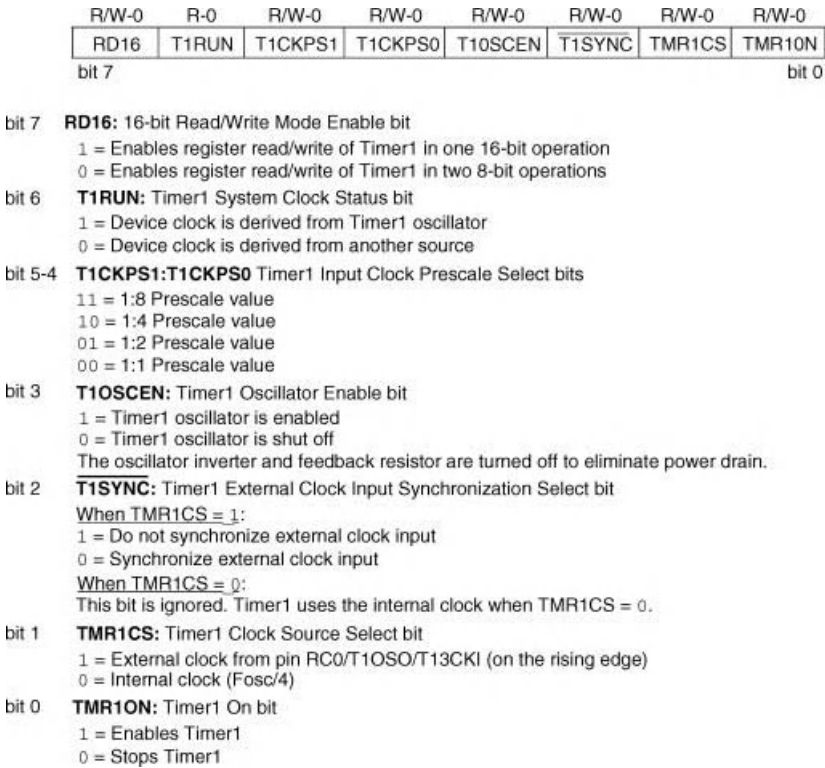 R/W-0 R-0 R/W-0 R/W-0 R/W-0 R/W-0 R/W-0 R/W-0
RD16 T1RUN T1CKPS1 T1CKPS0 T10SCEN T1SYNC TMR1CS TMR10N
bit 7 bit 0
bit 7 RD16: 16-bit Read/Write Mode Enable bit
1 = Enables register read/write of Timer1 in one 16-bit operation
0 = Enables register read/write of Timer1 in two 8-bit operations
bit 6 T1RUN: Timer1 System Clock Status bit
1 = Device clock is derived from Timer1 oscillator
0 = Device clock is derived from another source
bit 5-4 T1CKPS1:T1CKPS0 Timer1 Input Clock Prescale Select bits
11 = 1:8 Prescale value
10 = 1:4 Prescale value
01 = 1:2 Prescale value
00 = 1:1 Prescale value
bit 3 T1OSCEN: Timer1 Oscillator Enable bit
1 = Timer1 oscillator is enabled
0 = Timer1 oscillator is shut off
The oscillator inverter and feedback resistor are turned off to eliminate power drain.
bit 2 T1SYNC: Timer1 External Clock Input Synchronization Select bit
When TMR1CS = 1:
1 = Do not synchronize external clock input
0 = Synchronize external clock input
When TMR1CS = 0:
This bit is ignored. Timer1 uses the internal clock when TMR1CS = 0.
bit 1 TMR1CS: Timer1 Clock Source Select bit
1 = External clock from pin RC0/T1OSO/T13CKI (on the rising edge)
0 = Internal clock (Fosc/4)
bit 0 TMR1ON: Timer1 On bit
1 = Enables Timer1
0 = Stops Timer1